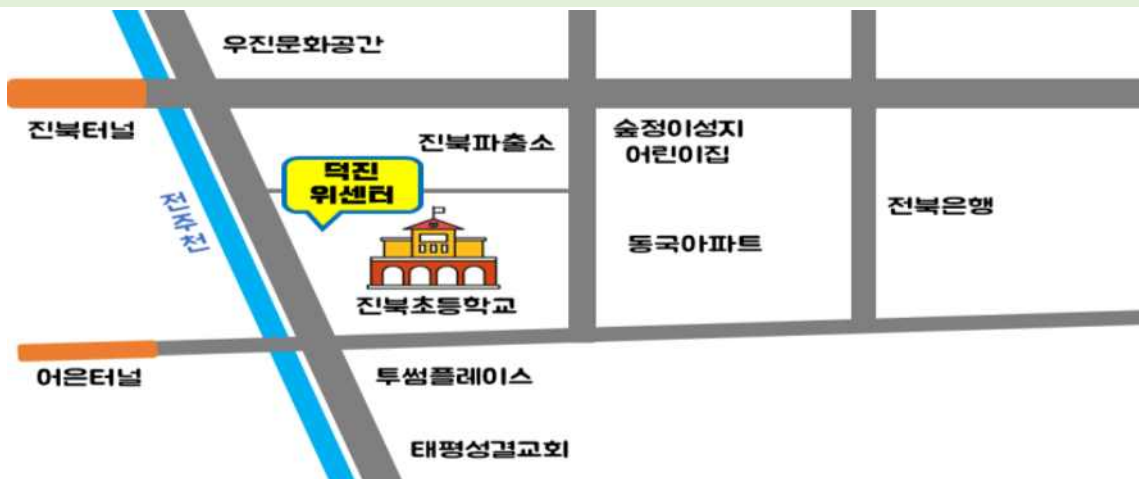 우진문화공간
진북터널
진북파출소
숲정이성지
어린이집
덕진
위센터
전주천
전북은행
동국아파트
진북초등학교
어은터널
투썸플레이스
태평성결교회